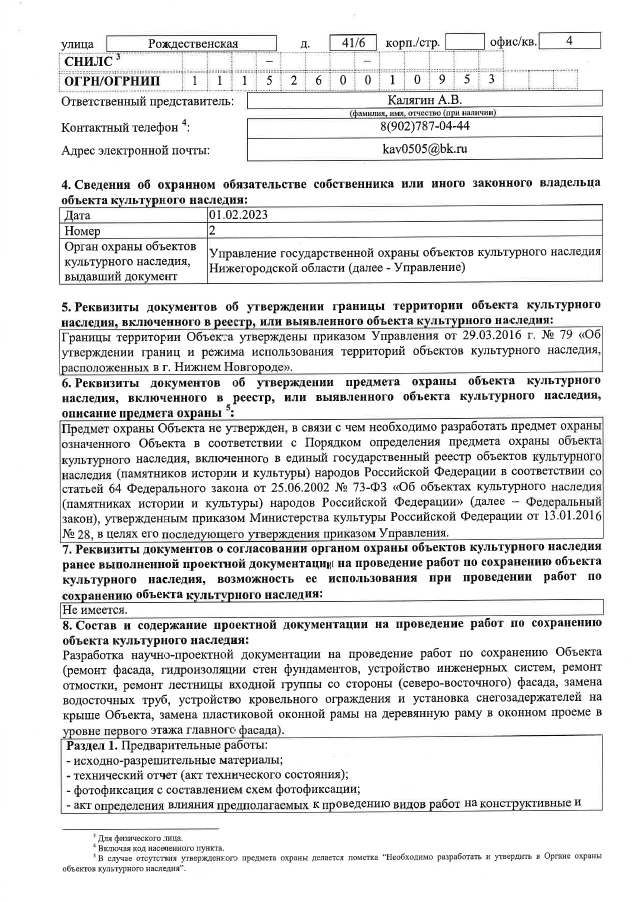 улица Рождественская д. 41/6 корп./стр. офис/кв. 4
СНИЛС 3 – –
ОГРН/ОГРНИП 1 1 1 5 2 6 0 0 1 0 9 5 3
Ответственный представитель: Калягин А.В.
(фамилия, имя, отчество (при наличии)
Контактный телефон 4: 8(902)787-04-44
Адрес электронной почты: kav0505@bk.ru
4. Сведения об охранном обязательстве собственника или иного законного владельца
объекта культурного наследия:
Дата 01.02.2023
Номер 2
Орган охраны объектов
культурного наследия,
выдавший документ
Управление государственной охраны объектов культурного наследия
Нижегородской области (далее - Управление)
5. Реквизиты документов об утверждении границы территории объекта культурного
наследия, включенного в реестр, или выявленного объекта культурного наследия:
Границы территории Объекта утверждены приказом Управления от 29.03.2016 г. № 79 «Об
утверждении границ и режима использования территорий объектов культурного наследия,
расположенных в г. Нижнем Новгороде».
6. Реквизиты документов об утверждении предмета охраны объекта культурного
наследия, включенного в реестр, или выявленного объекта культурного наследия,
описание предмета охраны 5:
Предмет охраны Объекта не утвержден, в связи с чем необходимо разработать предмет охраны
означенного Объекта в соответствии с Порядком определения предмета охраны объекта
культурного наследия, включенного в единый государственный реестр объектов культурного
наследия (памятников истории и культуры) народов Российской Федерации в соответствии со
статьей 64 Федерального закона от 25.06.2002 № 73-ФЗ «Об объектах культурного наследия
(памятниках истории и культуры) народов Российской Федерации» (далее – Федеральный
закон), утвержденным приказом Министерства культуры Российской Федерации от 13.01.2016
№ 28, в целях его последующего утверждения приказом Управления.
7. Реквизиты документов о согласовании органом охраны объектов культурного наследия
ранее выполненной проектной документации на проведение работ по сохранению объекта
культурного наследия, возможность ее использования при проведении работ по
сохранению объекта культурного наследия:
Не имеется.
8. Состав и содержание проектной документации на проведение работ по сохранению
объекта культурного наследия:
Разработка научно-проектной документации на проведение работ по сохранению Объекта
(ремонт фасада, гидроизоляции стен фундаментов, устройство инженерных систем, ремонт
отмостки, ремонт лестницы входной группы со стороны (северо-восточного) фасада, замена
водосточных труб, устройство кровельного ограждения и установка снегозадержателей на
крыше Объекта, замена пластиковой оконной рамы на деревянную раму в оконном проеме в
уровне первого этажа главного фасада).
Раздел 1. Предварительные работы:
- исходно-разрешительные материалы;
- технический отчет (акт технического состояния);
- фотофиксация с составлением схем фотофиксации;
- акт определения влияния предполагаемых к проведению видов работ на конструктивные и
3 Для физического лица.
4 Включая код населенного пункта.
5 В случае отсутствия утвержденного предмета охраны делается пометка "Необходимо разработать и утвердить в Органе охраны
объектов культурного наследия".